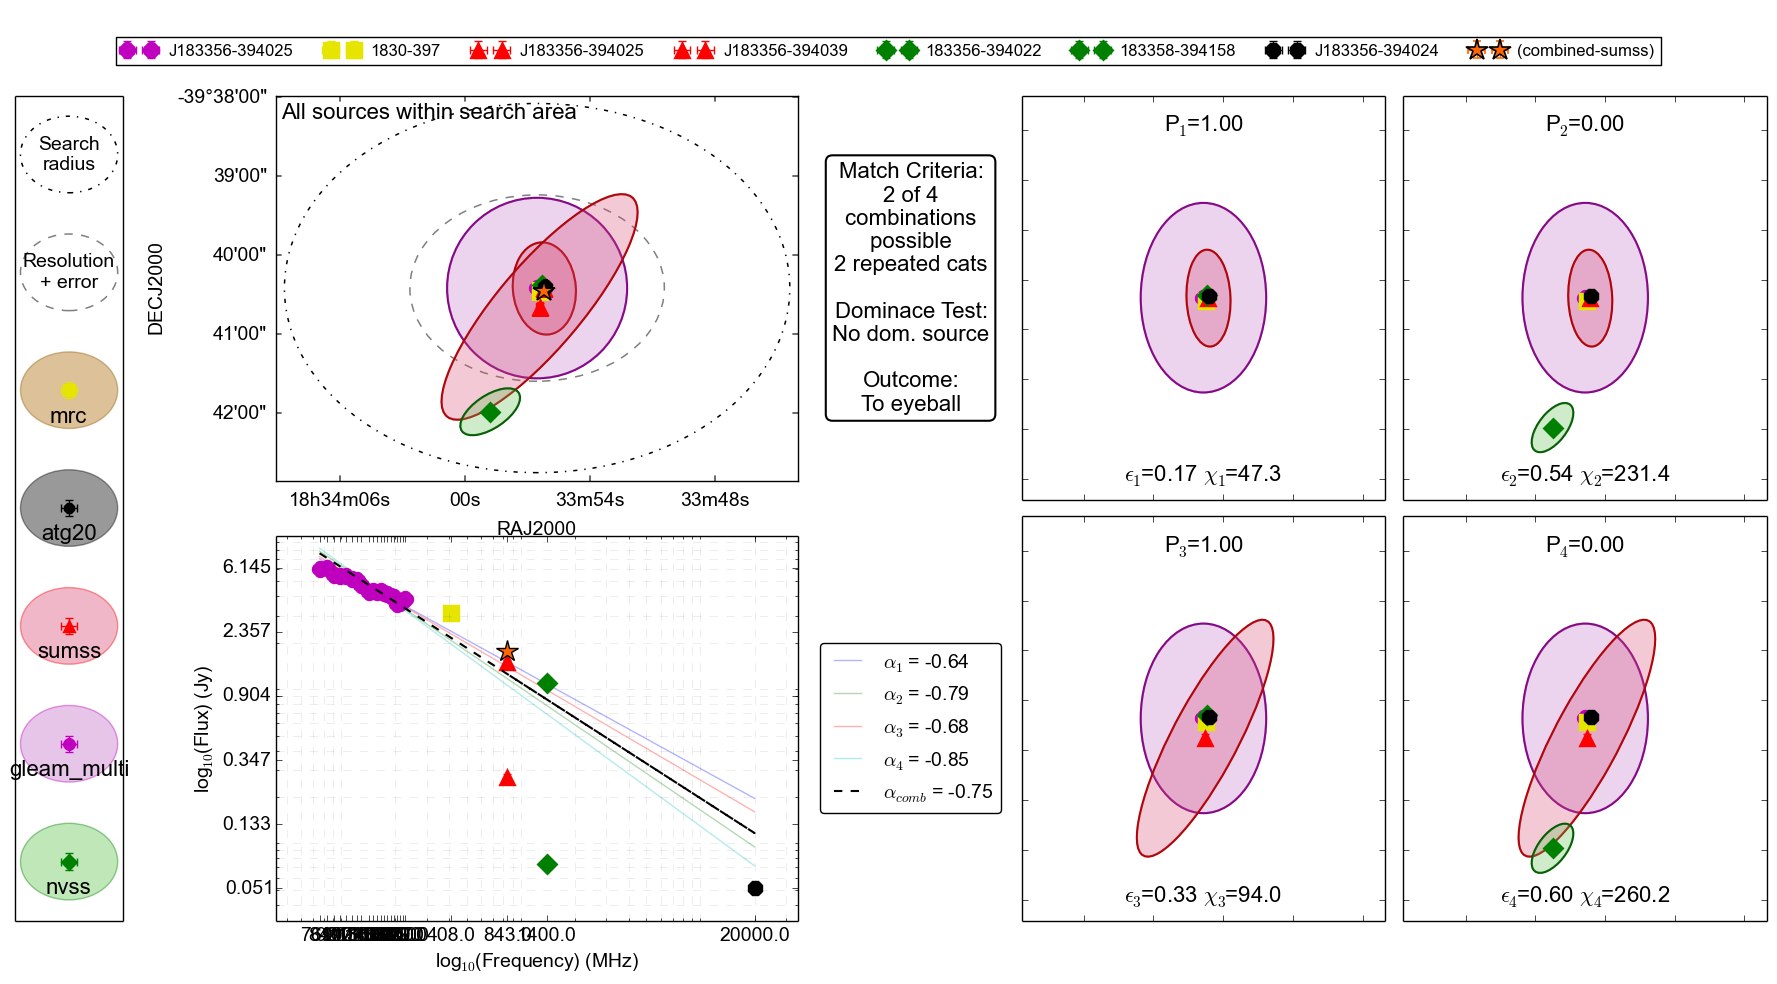 J183356-394025 1830-397 J183356-394025 J183356-394039 183356-394022 183358-394158 J183356-394024 (combined-sumss)
Search
radius
Resolution
+ error
mrc
atg20
sumss
gleam_multi
nvss
All sources within search area
-39°38'00"
39'00"
40'00"
41'00"
42'00"
DECJ2000
18h34m06s 00s 33m54s 33m48s
RAJ2000
Match Criteria:
2 of 4
combinations
possible
2 repeated cats
Dominace Test:
No dom. source
Outcome:
To eyeball
P₁=1.00
ϵ₁=0.17 χ₁=47.3
P₂=0.00
ϵ₂=0.54 χ₂=231.4
6.145
2.357
0.904
0.347
0.133
0.051
log₁₀(Flux) (Jy)
408.0 843.0 1400.0 20000.0
log₁₀(Frequency) (MHz)
α₁ = -0.64
α₂ = -0.79
α₃ = -0.68
α₄ = -0.85
α_comb = -0.75
P₃=1.00
ϵ₃=0.33 χ₃=94.0
P₄=0.00
ϵ₄=0.60 χ₄=260.2